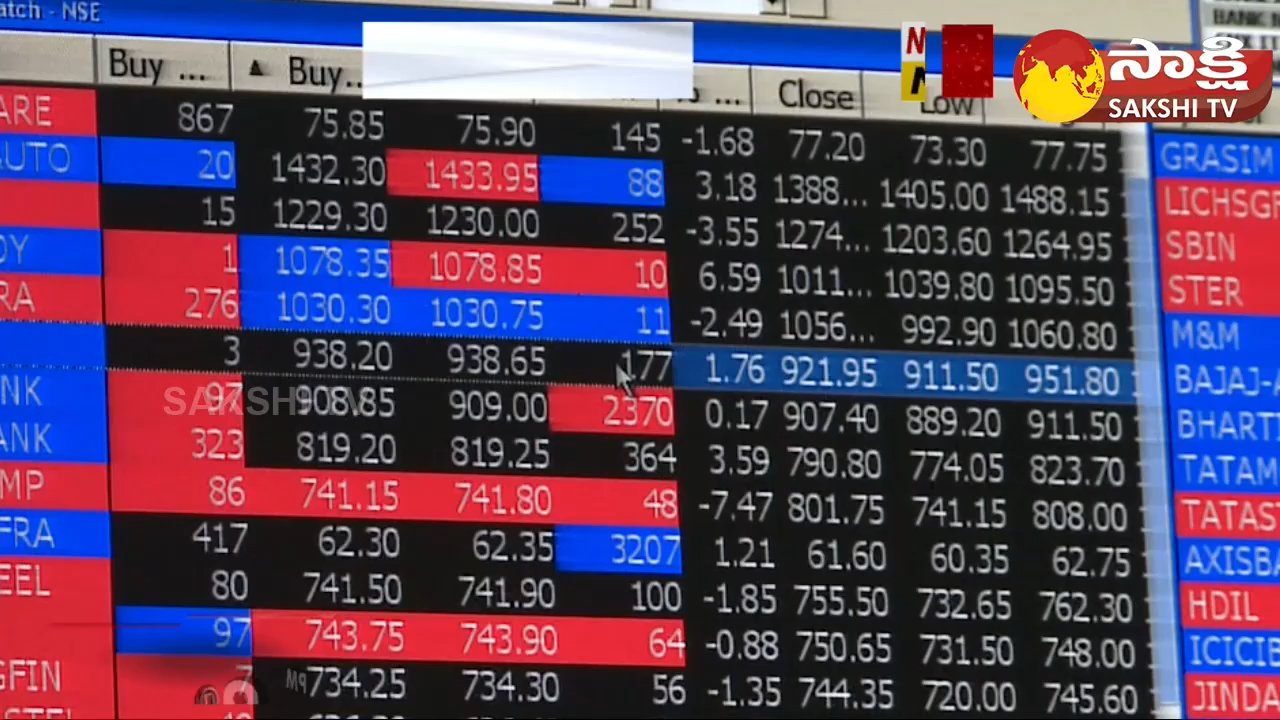 atch - NSE
Buy ... ▲ Buy... Close Low
సాక్షి
SAKSHI TV
ARE 867 75.85 75.90 145 -1.68 77.20 73.30 77.75
AUTO 20 1432.30 1433.95 88 3.18 1388... 1405.00 1488.15 GRASIM
15 1229.30 1230.00 252 -3.55 1274... 1203.60 1264.95 LICHSGF
DY 1 1078.35 1078.85 10 6.59 1011... 1039.80 1095.50 SBIN
RA 276 1030.30 1030.75 11 -2.49 1056... 992.90 1060.80 STER
3 938.20 938.65 177 1.76 921.95 911.50 951.80 M&M
NK 97 908.85 909.00 2370 0.17 907.40 889.20 911.50 BAJAJ-A
SAKSHI TV
ANK 323 819.20 819.25 364 3.59 790.80 774.05 823.70 BHARTI
MP 86 741.15 741.80 48 -7.47 801.75 741.15 808.00 TATAM
FRA 417 62.30 62.35 3207 1.21 61.60 60.35 62.75 TATAST
EEL 80 741.50 741.90 100 -1.85 755.50 732.65 762.30 AXISBA
97 743.75 743.90 64 -0.88 750.65 731.50 748.00 HDIL
GFIN 7 734.25 734.30 56 -1.35 744.35 720.00 745.60 ICICIB
JINDA